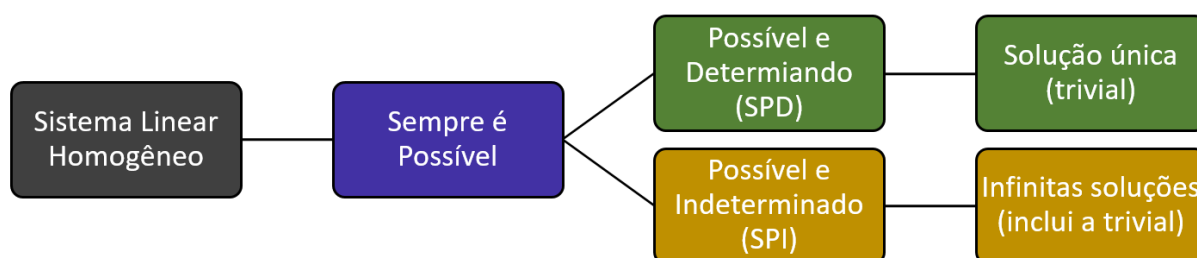 Sistema Linear
Homogêneo
Sempre é
Possível
Possível e
Determiando
(SPD)
Solução única
(trivial)
Possível e
Indeterminado
(SPI)
Infinitas soluções
(inclui a trivial)